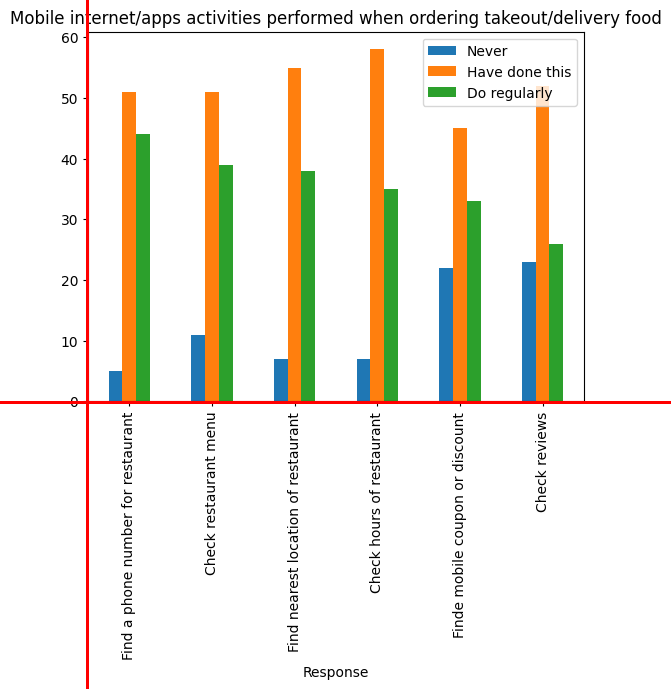 Mobile internet/apps activities performed when ordering takeout/delivery food
60
50
40
30
20
10
0
Never
Have done this
Do regularly
Find a phone number for restaurant
Check restaurant menu
Find nearest location of restaurant
Check hours of restaurant
Finde mobile coupon or discount
Check reviews
Response